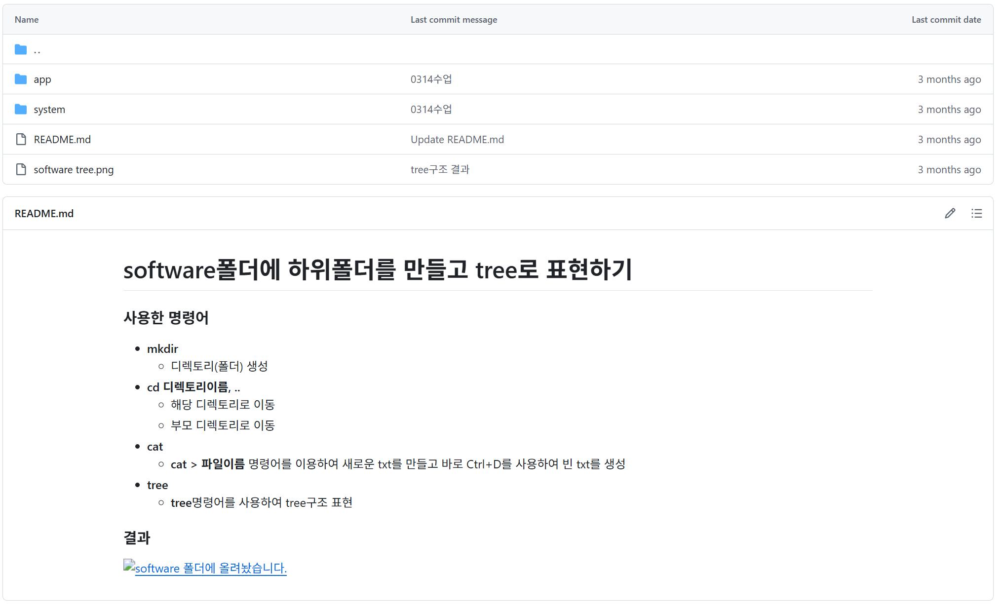 Name Last commit message Last commit date
..
app 0314수업 3 months ago
system 0314수업 3 months ago
README.md Update README.md 3 months ago
software tree.png tree구조 결과 3 months ago
README.md
software폴더에 하위폴더를 만들고 tree로 표현하기
사용한 명령어
mkdir
디렉토리(폴더) 생성
cd 디렉토리이름, ..
해당 디렉토리로 이동
부모 디렉토리로 이동
cat
cat > 파일이름 명령어를 이용하여 새로운 txt를 만들고 바로 Ctrl+D를 사용하여 빈 txt를 생성
tree
tree명령어를 사용하여 tree구조 표현
결과
software 폴더에 올려놨습니다.